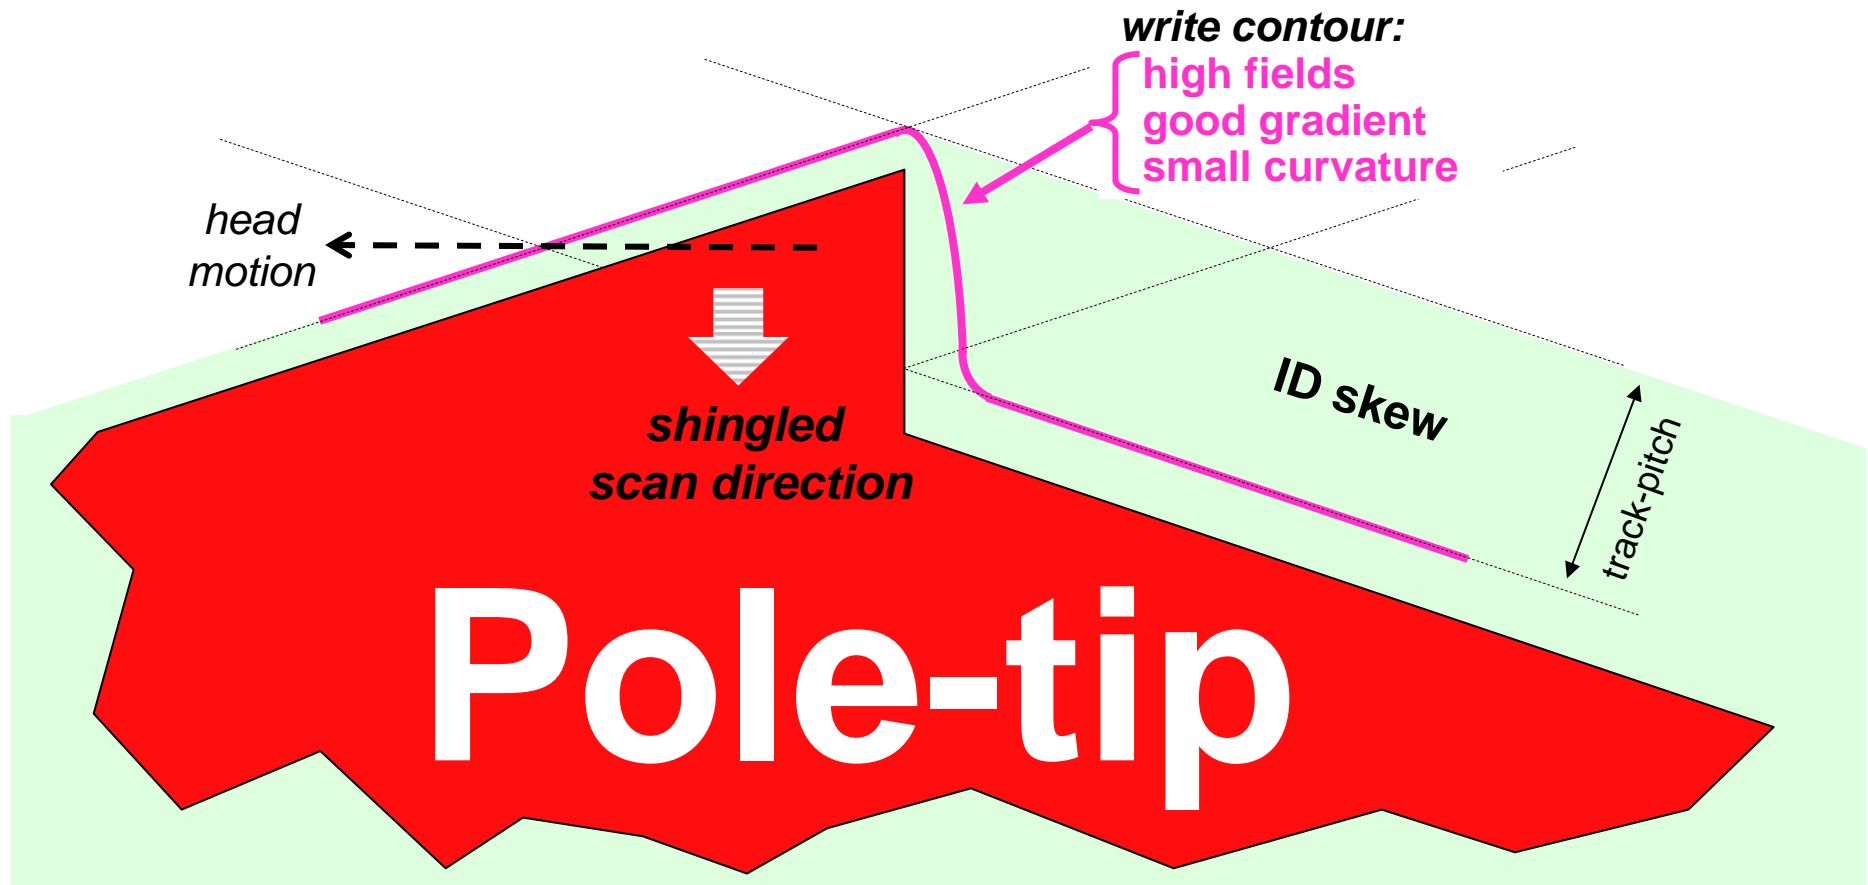 write contour:
high fields
good gradient
small curvature
head
motion
shingled
scan direction
ID skew
track-pitch
Pole-tip